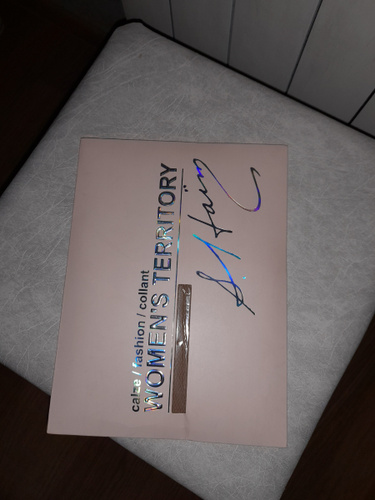 calze / fashion / collant
WOMEN'S TERRITORY